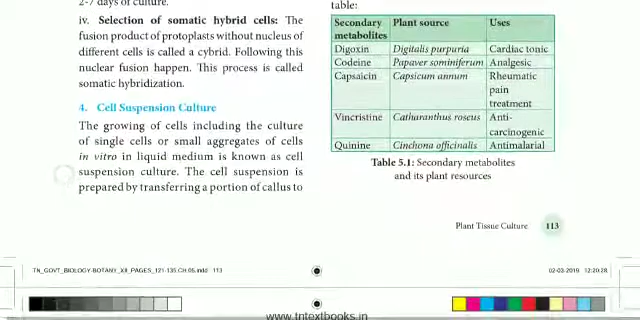 2-7 days of culture.
iv. Selection of somatic hybrid cells: The
fusion product of protoplasts without nucleus of
different cells is called a cybrid. Following this
nuclear fusion happen. This process is called
somatic hybridization.
4. Cell Suspension Culture
The growing of cells including the culture
of single cells or small aggregates of cells
in vitro in liquid medium is known as cell
suspension culture. The cell suspension is
prepared by transferring a portion of callus to
table:
Secondary metabolites Plant source Uses
Digoxin Digitalis purpuria Cardiac tonic
Codeine Papaver sominiferum Analgesic
Capsaicin Capsicum annum Rheumatic
pain
treatment
Vincristine Catharanthus roseus Anti-
carcinogenic
Quinine Cinchona officinalis Antimalarial
Table 5.1: Secondary metabolites
and its plant resources
Plant Tissue Culture 113
TN_GOVT_BIOLOGY-BOTANY_XII_PAGES_121-135.CH.05.indd 113
02-03-2019 12:20:28
www.tntextbooks.in